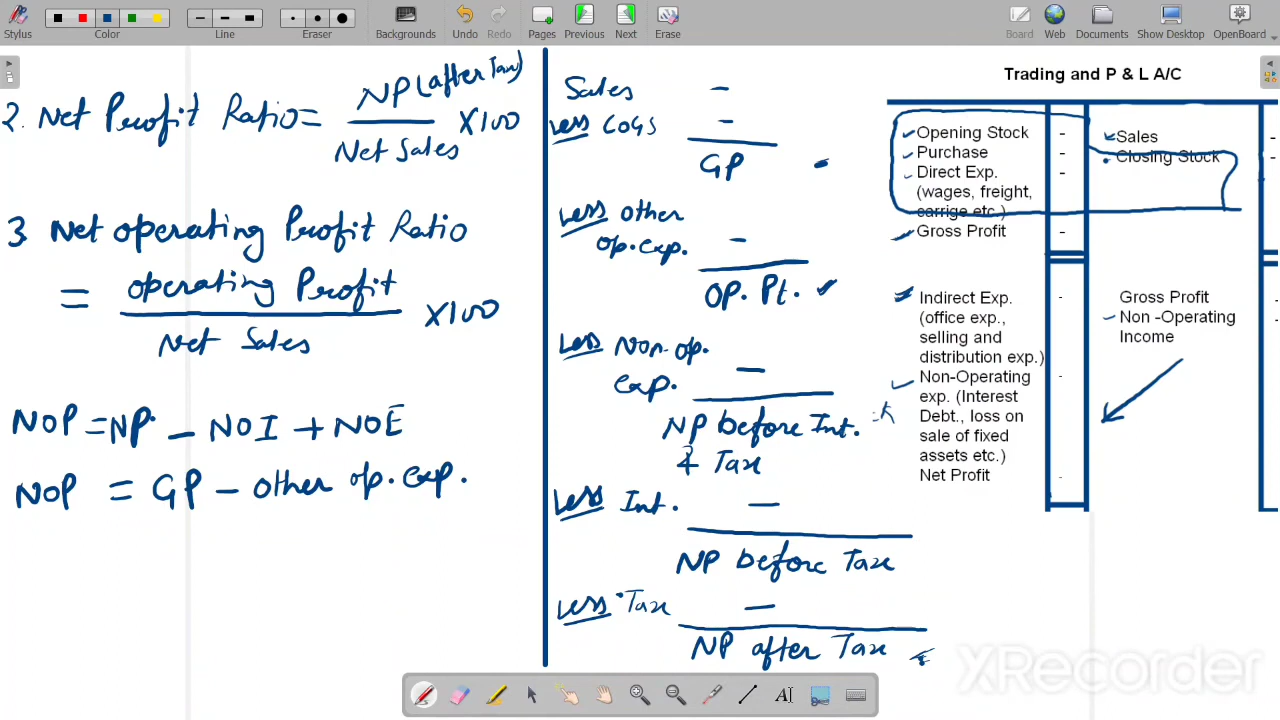 Stylus
Color
Line
Eraser
Backgrounds
Undo
Redo
Pages
Previous
Next
Erase
Board
Web
Documents
Show Desktop
OpenBoard
2. Net Profit Ratio = NP (after Tax)
Net Sales
X100
3. Net operating Profit Ratio
= operating Profit
Net Sales
X100
NOP = NP - NOI + NOE
NOP = GP - other op. exp.
Sales -
Less COGS -
GP
Less other
op. exp. -
OP. Pt.
Less Non-op.
exp. -
NP before Int.
& Tax
Less Int. -
NP before Tax
Less Tax -
NP after Tax
Trading and P & L A/C
Opening Stock -
Purchase -
Direct Exp. -
(wages, freight,
carrige etc.)
Gross Profit -
Indirect Exp. -
(office exp.,
selling and
distribution exp.)
Non-Operating -
exp. (Interest
Debt., loss on
sale of fixed
assets etc.)
Net Profit -
Sales -
Closing Stock -
Gross Profit -
Non -Operating -
Income
XRecorder